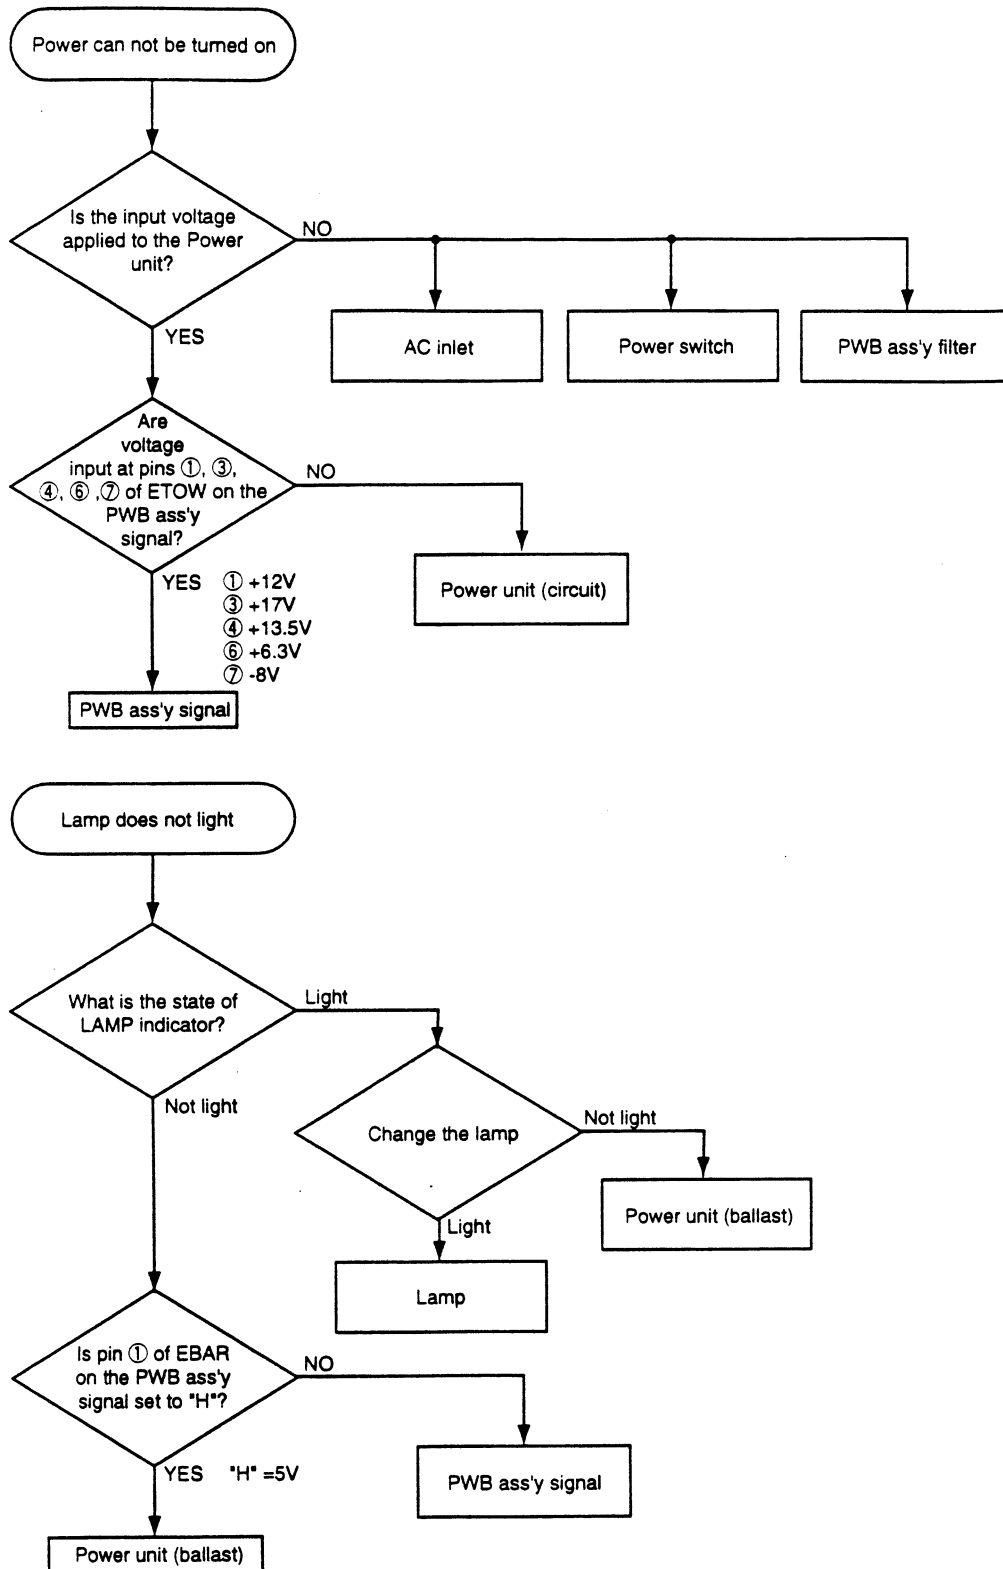 Power can not be turned on
Is the input voltage
applied to the Power
unit?
NO
YES
AC inlet
Power switch
PWB ass'y filter
Are
voltage
input at pins ①, ③,
④, ⑥ ,⑦ of ETOW on the
PWB ass'y
signal?
NO
Power unit (circuit)
YES ① +12V
③ +17V
④ +13.5V
⑥ +6.3V
⑦ -8V
PWB ass'y signal
Lamp does not light
What is the state of
LAMP indicator?
Light
Not light
Change the lamp
Not light
Power unit (ballast)
Light
Lamp
Is pin ① of EBAR
on the PWB ass'y
signal set to "H"?
NO
YES "H" =5V
PWB ass'y signal
Power unit (ballast)